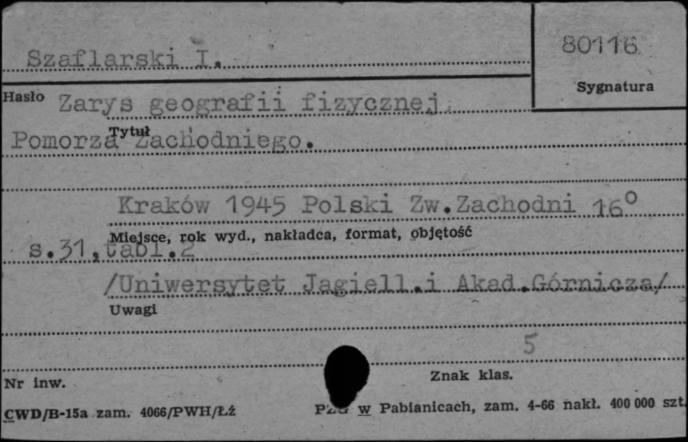 80116
Szaflarski I.
Sygnatura
Hasło Zarys geografii fizycznej
Tytuł
Pomorza Zachodniego.
Kraków 1945 Polski Zw.Zachodni 16°
Miejsce, rok wyd., nakładca, format, objętość
s.31,tabl.2
/Uniwersytet Jagiell.i Akad.Górnicza/
Uwagi
5
Nr inw.
Znak klas.
CWD/B-15a zam. 4066/PWH/Łż
w Pabianicach, zam. 4-66 nakł. 400 000 szt.